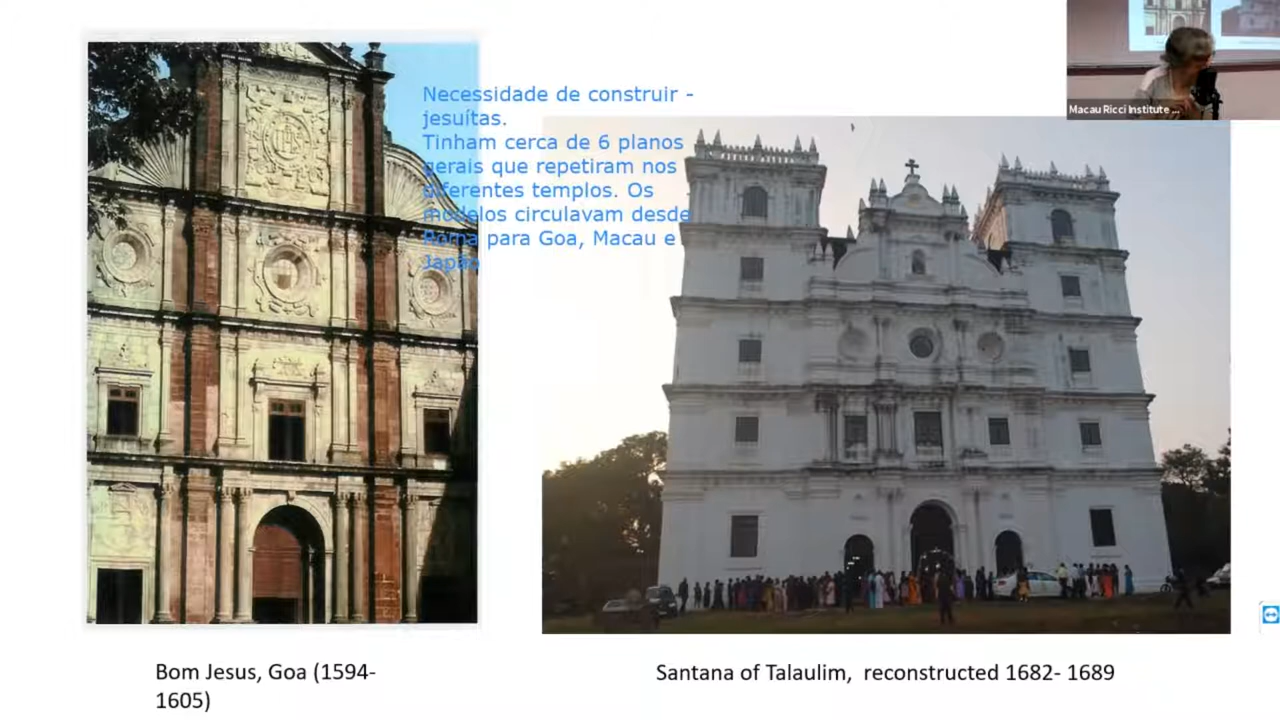 Necessidade de construir -
jesuítas.
Tinham cerca de 6 planos
gerais que repetiram nos
diferentes templos. Os
modelos circulavam desde
Roma para Goa, Macau e
Japão
Macau Ricci Institute ...
Bom Jesus, Goa (1594-
1605)
Santana of Talaulim, reconstructed 1682- 1689